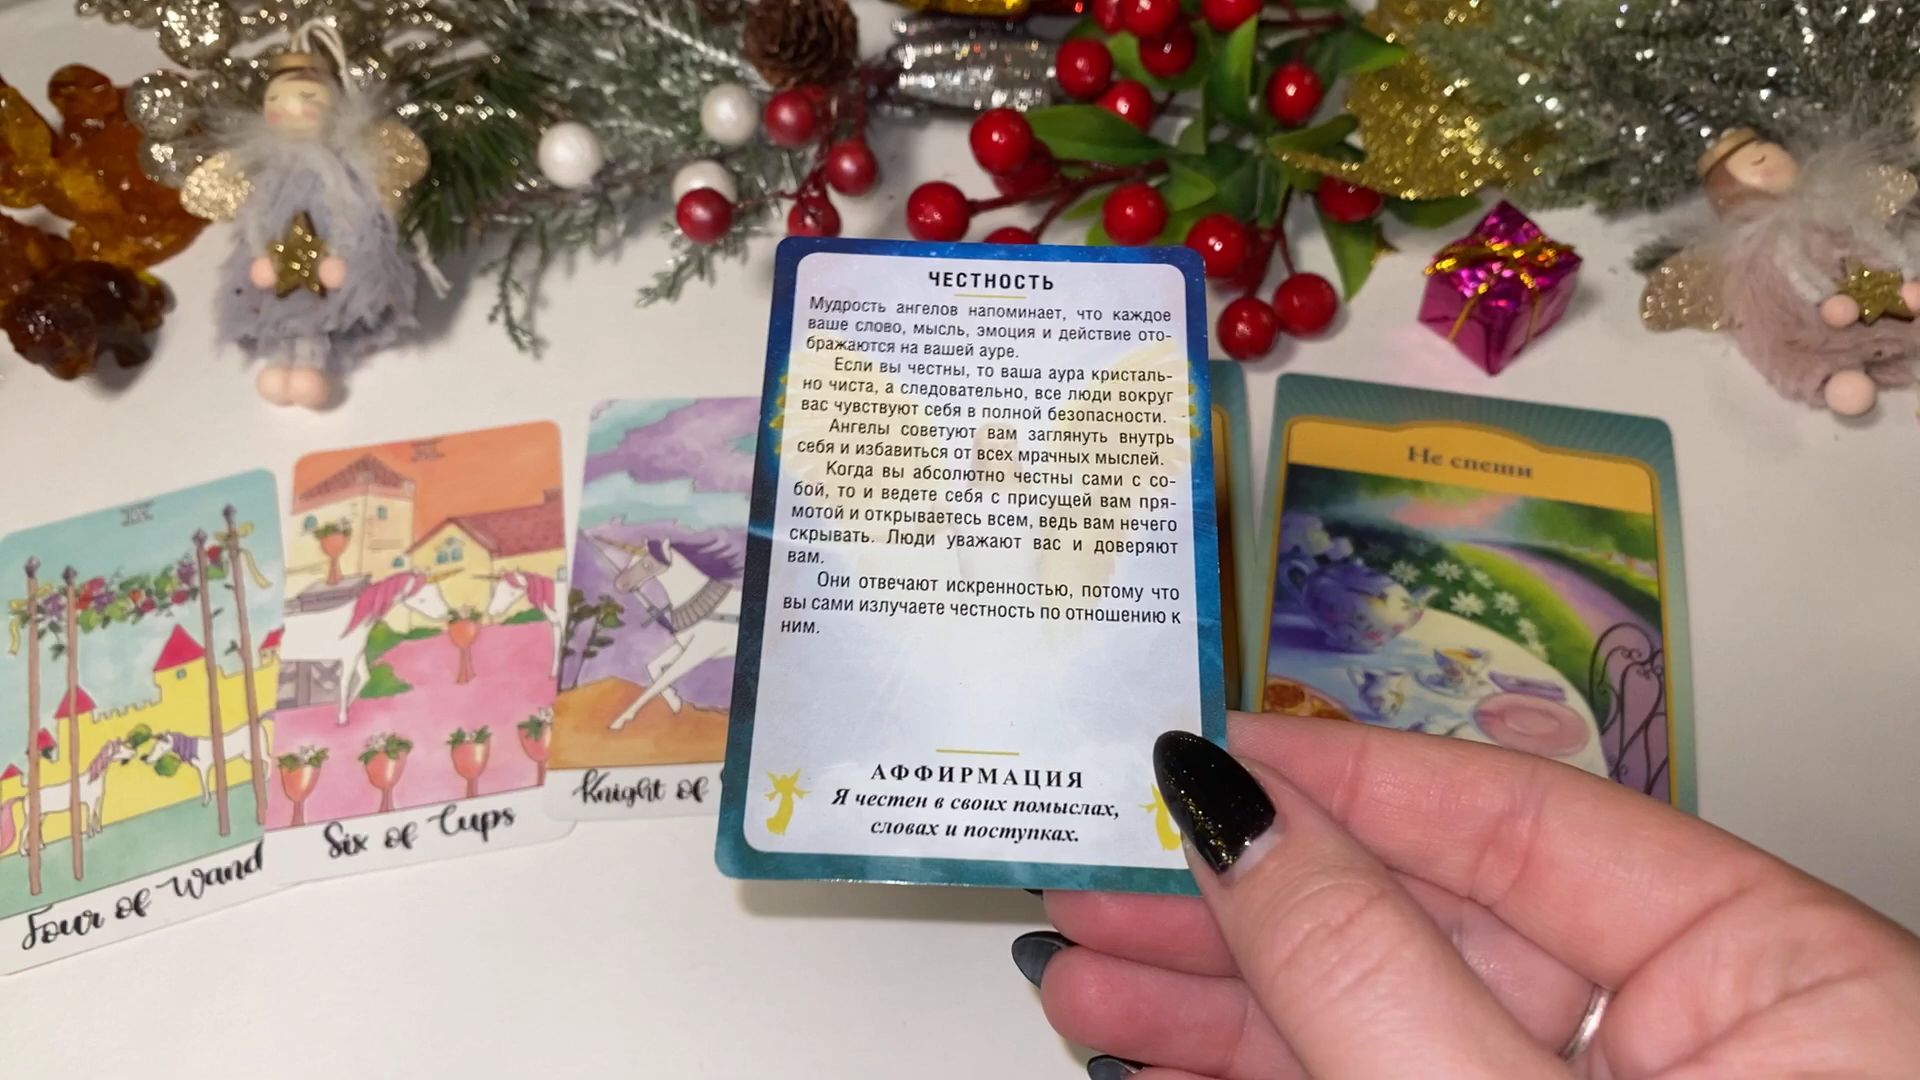 ЧЕСТНОСТЬ
Мудрость ангелов напоминает, что каждое
ваше слово, мысль, эмоция и действие ото-
бражаются на вашей ауре.
Если вы честны, то ваша аура кристаль-
но чиста, а следовательно, все люди вокруг
вас чувствуют себя в полной безопасности.
Ангелы советуют вам заглянуть внутрь
себя и избавиться от всех мрачных мыслей.
Когда вы абсолютно честны сами с со-
бой, то и ведете себя с присущей вам пря-
мотой и открываетесь всем, ведь вам нечего
скрывать. Люди уважают вас и доверяют
вам.
Они отвечают искренностью, потому что
вы сами излучаете честность по отношению к
ним.
АФФИРМАЦИЯ
Я честен в своих помыслах,
словах и поступках.
Не спеши
Four of Wand
Six of Cups
Knight of